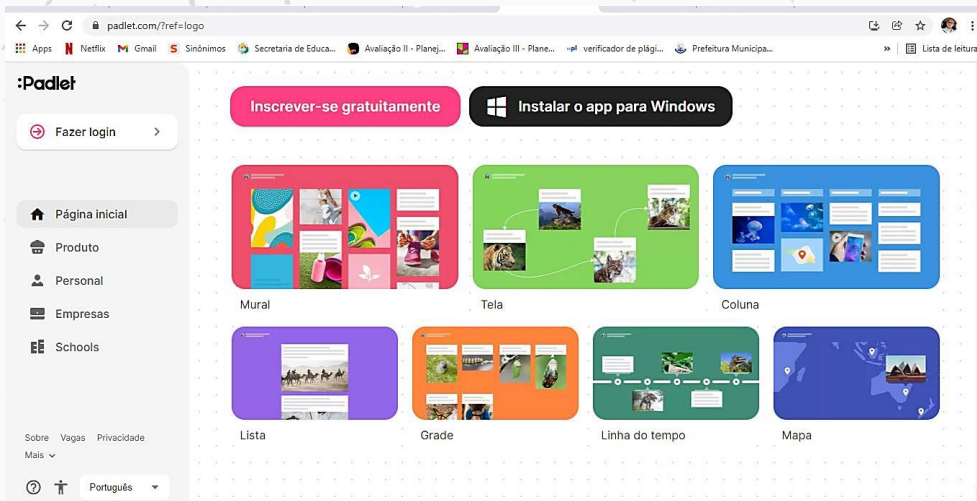 padlet.com/?ref=logo
Apps Netflix Gmail Sinônimos Secretaria de Educa... Avaliação II - Planej... Avaliação III - Plane... verificador de plági... Prefeitura Municipa... » Lista de leitura
:Padlet
Inscrever-se gratuitamente Instalar o app para Windows
Fazer login
Página inicial
Produto
Personal
Empresas
Schools
Mural Tela Coluna
Lista Grade Linha do tempo Mapa
Sobre Vagas Privacidade
Mais
Português